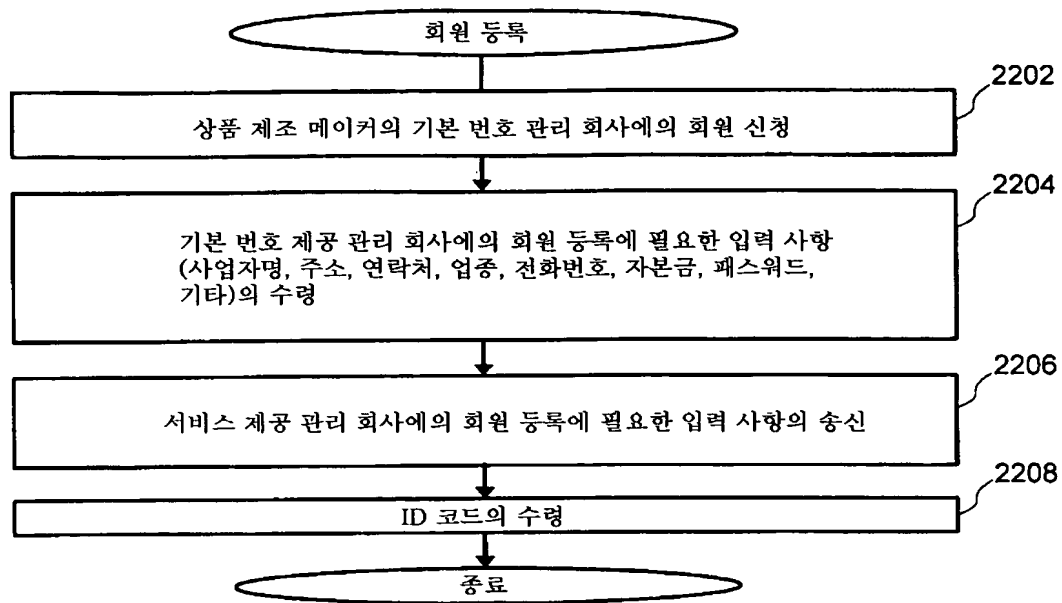 회원 등록
2202
상품 제조 메이커의 기본 번호 관리 회사에의 회원 신청
2204
기본 번호 제공 관리 회사에의 회원 등록에 필요한 입력 사항
(사업자명, 주소, 연락처, 업종, 전화번호, 자본금, 패스워드,
기타)의 수령
2206
서비스 제공 관리 회사에의 회원 등록에 필요한 입력 사항의 송신
2208
ID 코드의 수령
종료